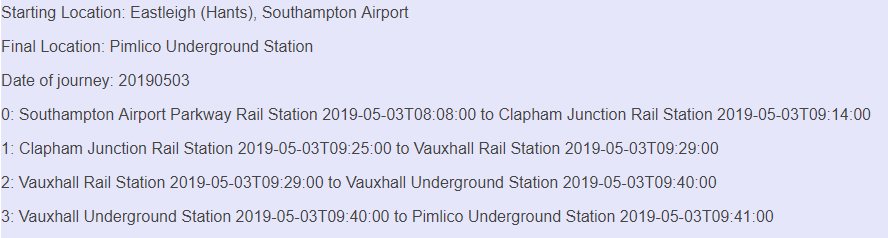 Starting Location: Eastleigh (Hants), Southampton Airport
Final Location: Pimlico Underground Station
Date of journey: 20190503
0: Southampton Airport Parkway Rail Station 2019-05-03T08:08:00 to Clapham Junction Rail Station 2019-05-03T09:14:00
1: Clapham Junction Rail Station 2019-05-03T09:25:00 to Vauxhall Rail Station 2019-05-03T09:29:00
2: Vauxhall Rail Station 2019-05-03T09:29:00 to Vauxhall Underground Station 2019-05-03T09:40:00
3: Vauxhall Underground Station 2019-05-03T09:40:00 to Pimlico Underground Station 2019-05-03T09:41:00